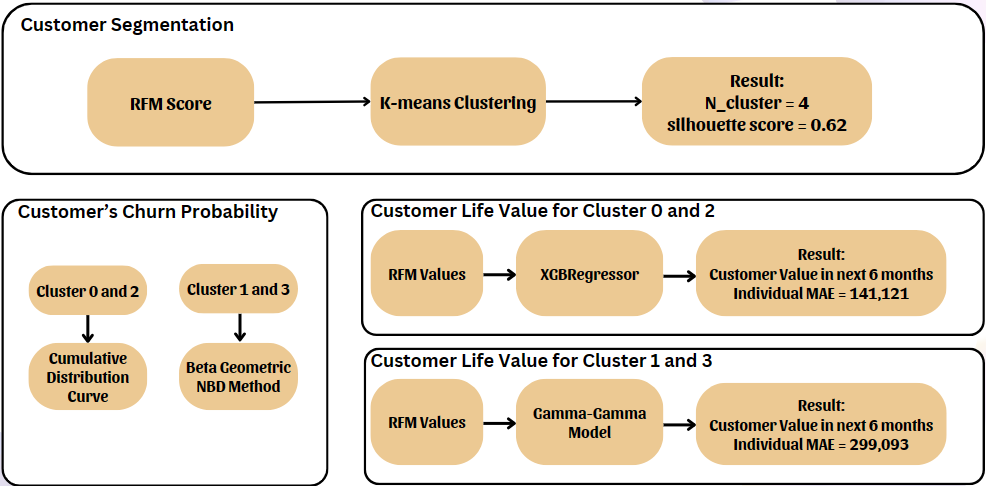 Customer Segmentation
RFM Score
K-means Clustering
Result:
N_cluster = 4
silhouette score = 0.62
Customer's Churn Probability
Cluster 0 and 2
Cluster 1 and 3
Cumulative
Distribution
Curve
Beta Geometric
NBD Method
Customer Life Value for Cluster 0 and 2
RFM Values
XGBRegressor
Result:
Customer Value in next 6 months
Individual MAE = 141,121
Customer Life Value for Cluster 1 and 3
RFM Values
Gamma-Gamma
Model
Result:
Customer Value in next 6 months
Individual MAE = 299,093